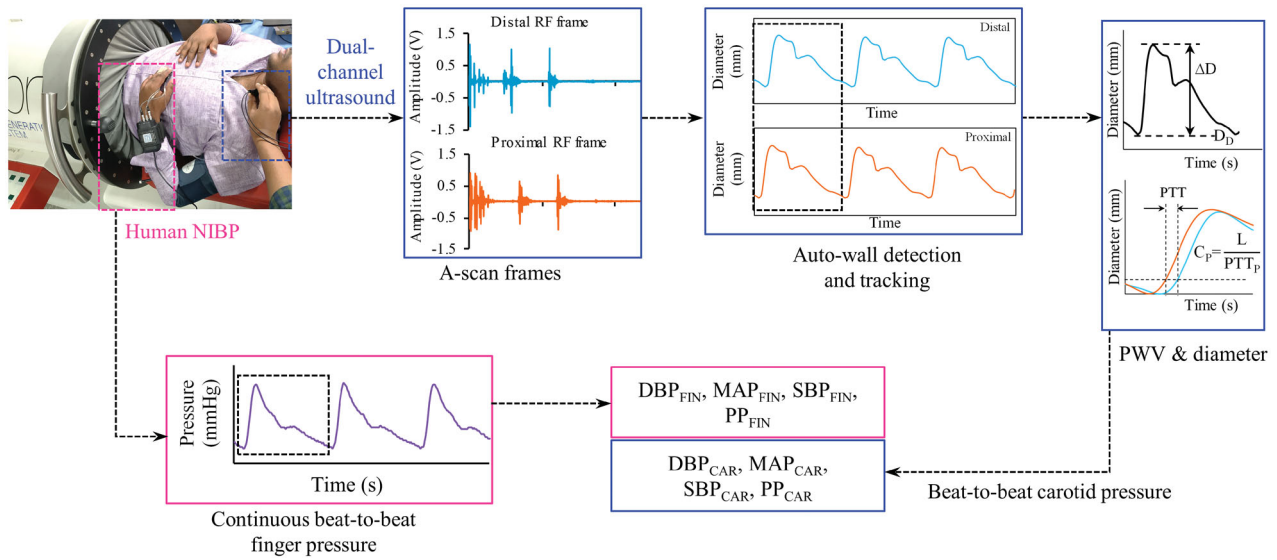 on
GENERATION
SYSTEM
Human NIBP
Dual-
channel
ultrasound
Distal RF frame
Amplitude (V)
1.5
0.5
-0.5
-1.5
Proximal RF frame
Amplitude (V)
1.5
0.5
-0.5
-1.5
A-scan frames
Distal
Diameter
(mm)
Time
Proximal
Diameter
(mm)
Time
Auto-wall detection
and tracking
Diameter (mm)
ΔD
D_D
Time (s)
Diameter (mm)
PTT
C_P=L/PTT_P
Time (s)
PWV & diameter
Beat-to-beat carotid pressure
Pressure
(mmHg)
Time (s)
Continuous beat-to-beat
finger pressure
DBP_FIN, MAP_FIN, SBP_FIN,
PP_FIN
DBP_CAR, MAP_CAR,
SBP_CAR, PP_CAR